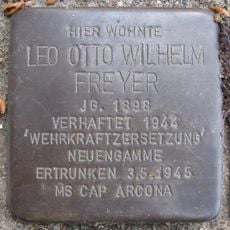 HIER WOHNTE
LEO OTTO WILHELM
FREYER
JG. 1898
VERHAFTET 1944
'WEHRKRAFTZERSETZUNG'
NEUENGAMME
ERTRUNKEN 3.5.1945
MS CAP ARCONA